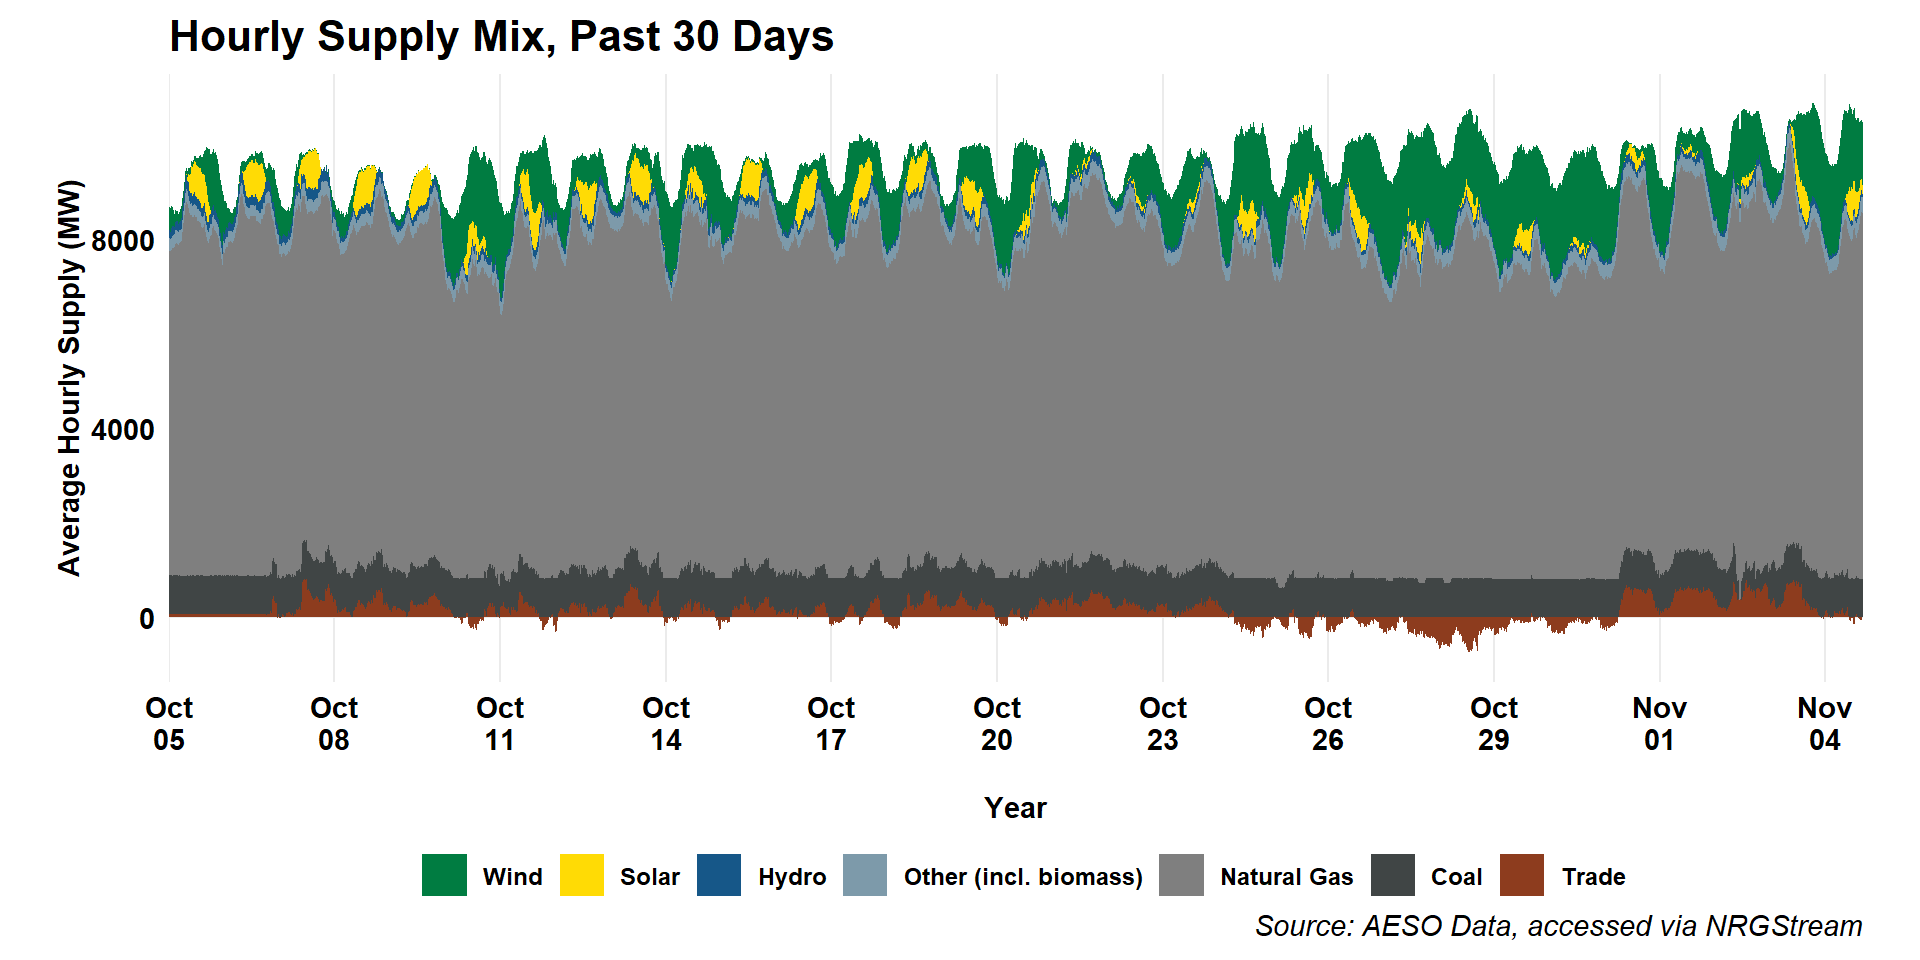 Hourly Supply Mix, Past 30 Days
Average Hourly Supply (MW)
8000
4000
0
Oct 05
Oct 08
Oct 11
Oct 14
Oct 17
Oct 20
Oct 23
Oct 26
Oct 29
Nov 01
Nov 04
Year
Wind
Solar
Hydro
Other (incl. biomass)
Natural Gas
Coal
Trade
Source: AESO Data, accessed via NRGStream